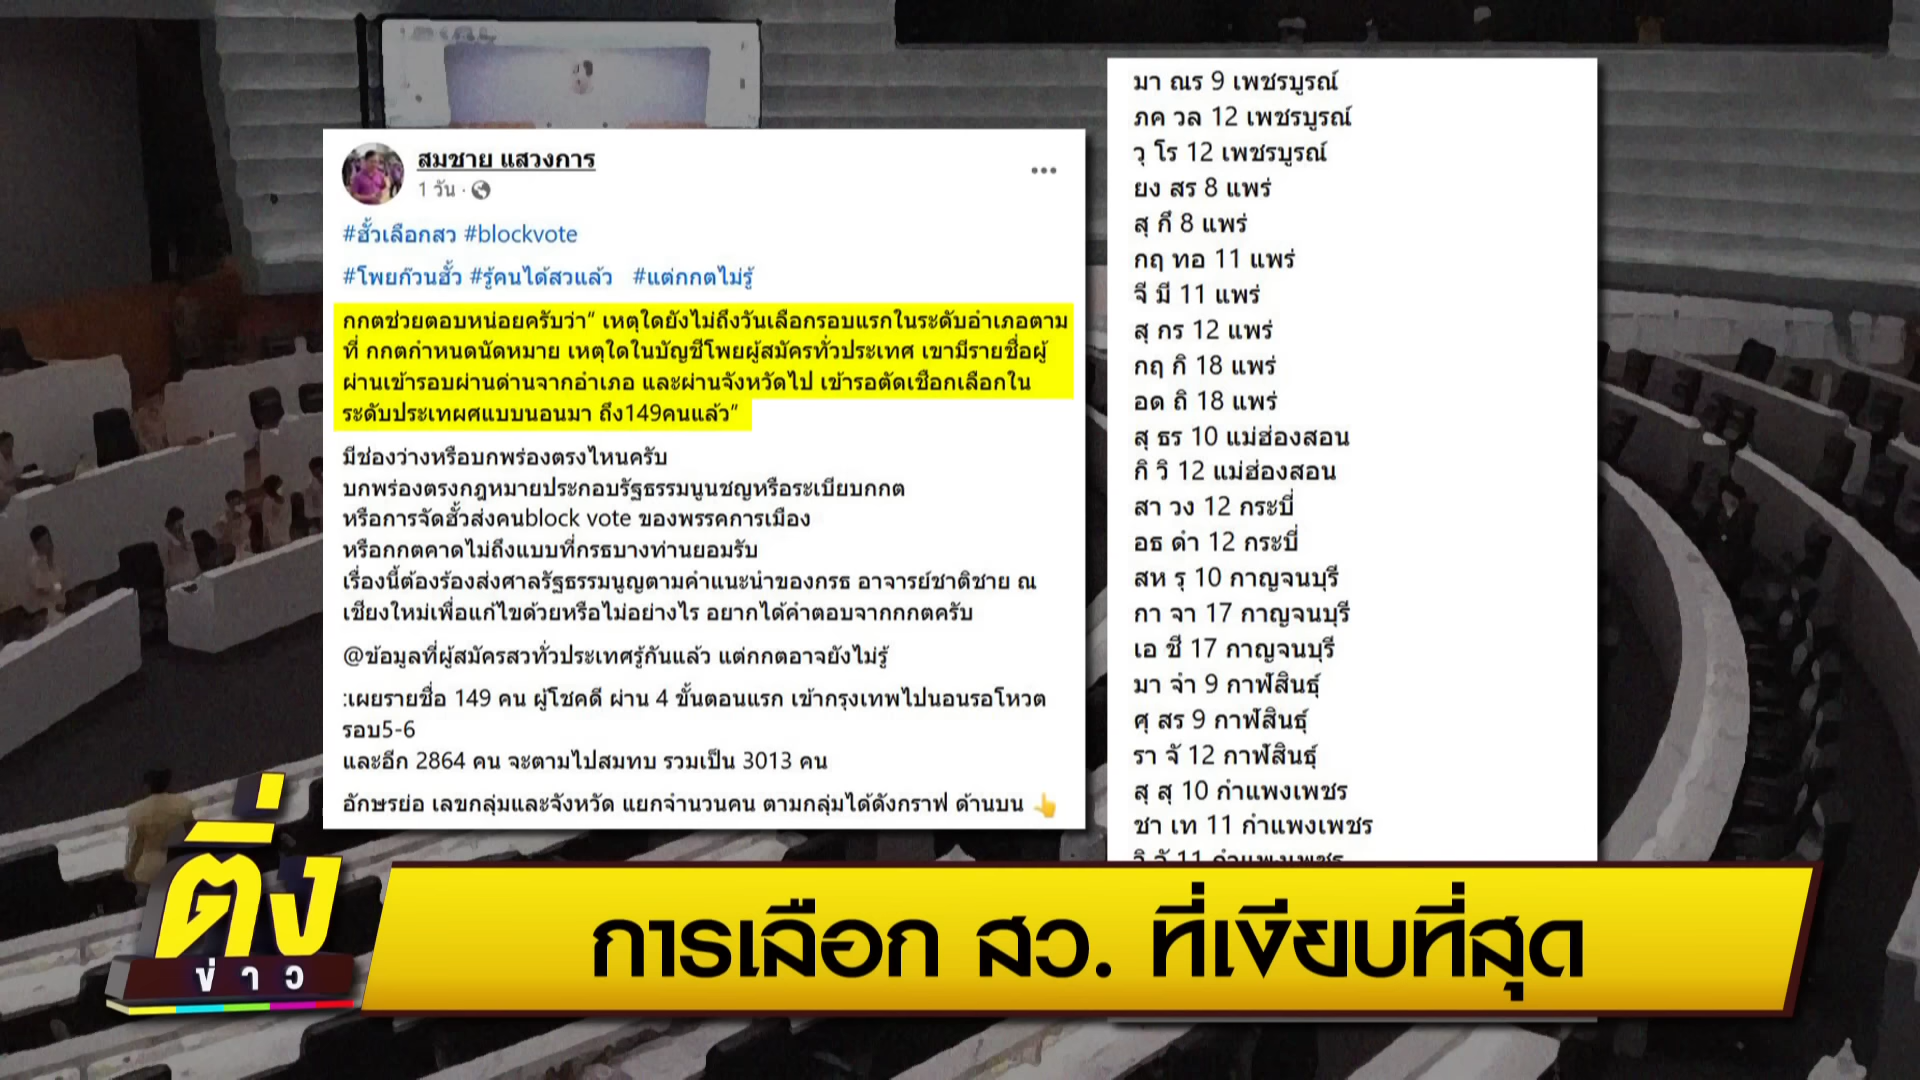 สมชาย แสวงการ
1 วัน ·
#ฮั้วเลือกสว #blockvote
#โพยก๊วนฮั้ว #รู้คนได้สวแล้ว #แต่กกตไม่รู้
กกตช่วยตอบหน่อยครับว่า" เหตุใดยังไม่ถึงวันเลือกรอบแรกในระดับอำเภอตาม
ที่ กกตกำหนดนัดหมาย เหตุใดในบัญชีโพยผู้สมัครทั่วประเทศ เขามีรายชื่อผู้
ผ่านเข้ารอบผ่านด่านจากอำเภอ และผ่านจังหวัดไป เข้ารอตัดเชือกเลือกใน
ระดับประเทผศแบบนอนมา ถึง149คนแล้ว"
มีช่องว่างหรือบกพร่องตรงไหนครับ
บกพร่องตรงกฎหมายประกอบรัฐธรรมนูนชญหรือระเบียบกกต
หรือการจัดฮั้วส่งคนblock vote ของพรรคการเมือง
หรือกกตคาดไม่ถึงแบบที่กรธบางท่านยอมรับ
เรื่องนี้ต้องร้องส่งศาลรัฐธรรมนูญตามคำแนะนำของกรธ อาจารย์ชาติชาย ณ
เชียงใหม่เพื่อแก้ไขด้วยหรือไม่อย่างไร อยากได้คำตอบจากกกตครับ
@ข้อมูลที่ผู้สมัครสวทั่วประเทศรู้กันแล้ว แต่กกตอาจยังไม่รู้
:เผยรายชื่อ 149 คน ผู้โชคดี ผ่าน 4 ขั้นตอนแรก เข้ากรุงเทพไปนอนรอโหวต
รอบ5-6
และอีก 2864 คน จะตามไปสมทบ รวมเป็น 3013 คน
อักษรย่อ เลขกลุ่มและจังหวัด แยกจำนวนคน ตามกลุ่มได้ดังกราฟ ด้านบน 👆
มา ณร 9 เพชรบูรณ์
ภค วล 12 เพชรบูรณ์
วุ โร 12 เพชรบูรณ์
ยง สร 8 แพร่
สุ กึ 8 แพร่
กฤ ทอ 11 แพร่
จี มี 11 แพร่
สุ กร 12 แพร่
กฤ กิ 18 แพร่
อด ถิ 18 แพร่
สุ ธร 10 แม่ฮ่องสอน
กิ วิ 12 แม่ฮ่องสอน
สา วง 12 กระบี่
อธ ดำ 12 กระบี่
สห รุ 10 กาญจนบุรี
กา จา 17 กาญจนบุรี
เอ ชี 17 กาญจนบุรี
มา จำ 9 กาฬสินธุ์
ศุ สร 9 กาฬสินธุ์
รา จั 12 กาฬสินธุ์
สุ สุ 10 กำแพงเพชร
ชา เท 11 กำแพงเพชร
11 กำแพงเพชร
ติ่ง
ข่าว
การเลือก สว. ที่เงียบที่สุด